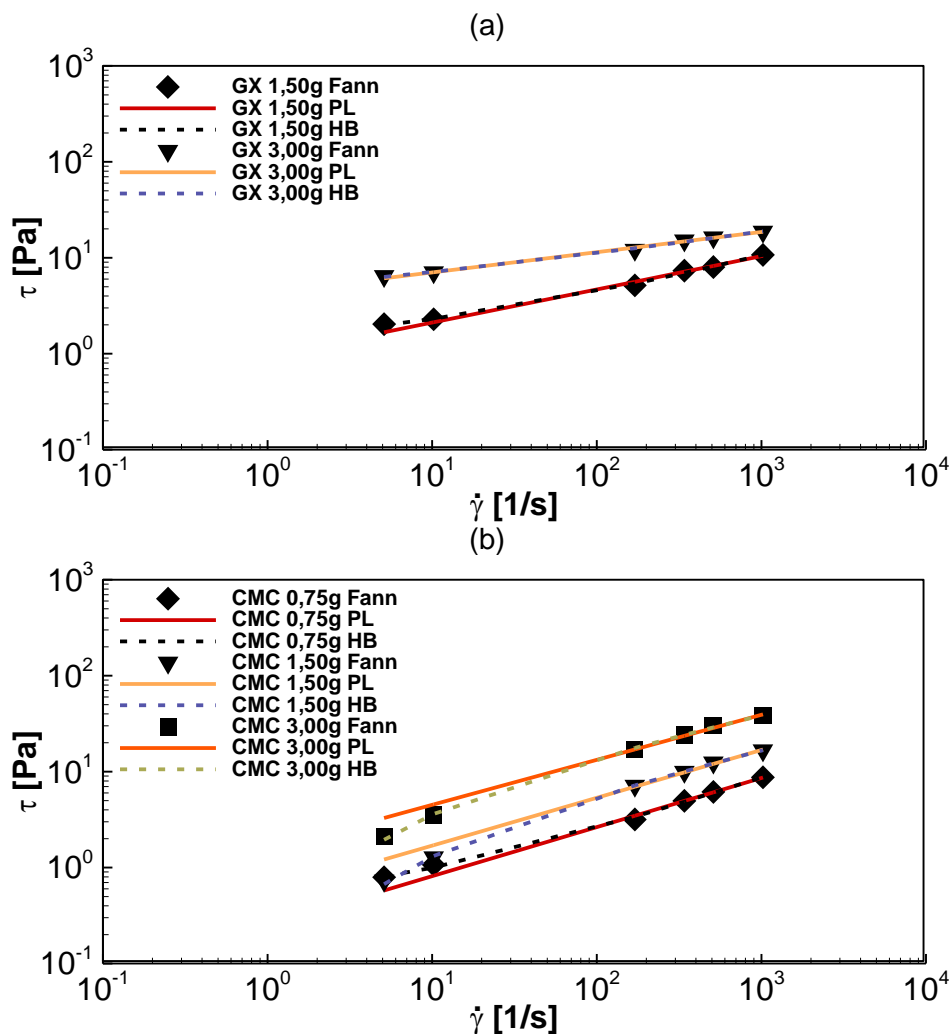 (a)
10³
GX 1,50g Fann
GX 1,50g PL
GX 1,50g HB
10²
GX 3,00g Fann
GX 3,00g PL
GX 3,00g HB
τ [Pa]
10¹
10⁰
10⁻¹
10⁻¹ 10⁰ 10¹ 10² 10³ 10⁴
γ̇ [1/s]
(b)
10³
CMC 0,75g Fann
CMC 0,75g PL
CMC 0,75g HB
CMC 1,50g Fann
10²
CMC 1,50g PL
CMC 1,50g HB
CMC 3,00g Fann
CMC 3,00g PL
CMC 3,00g HB
τ [Pa]
10¹
10⁰
10⁻¹
10⁻¹ 10⁰ 10¹ 10² 10³ 10⁴
γ̇ [1/s]